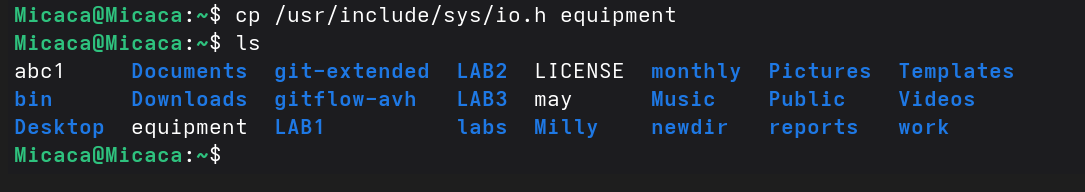 Micaca@Micaca:~$ cp /usr/include/sys/io.h equipment
Micaca@Micaca:~$ ls
abc1 Documents git-extended LAB2 LICENSE monthly Pictures Templates
bin Downloads gitflow-avh LAB3 may Music Public Videos
Desktop equipment LAB1 labs Milly newdir reports work
Micaca@Micaca:~$